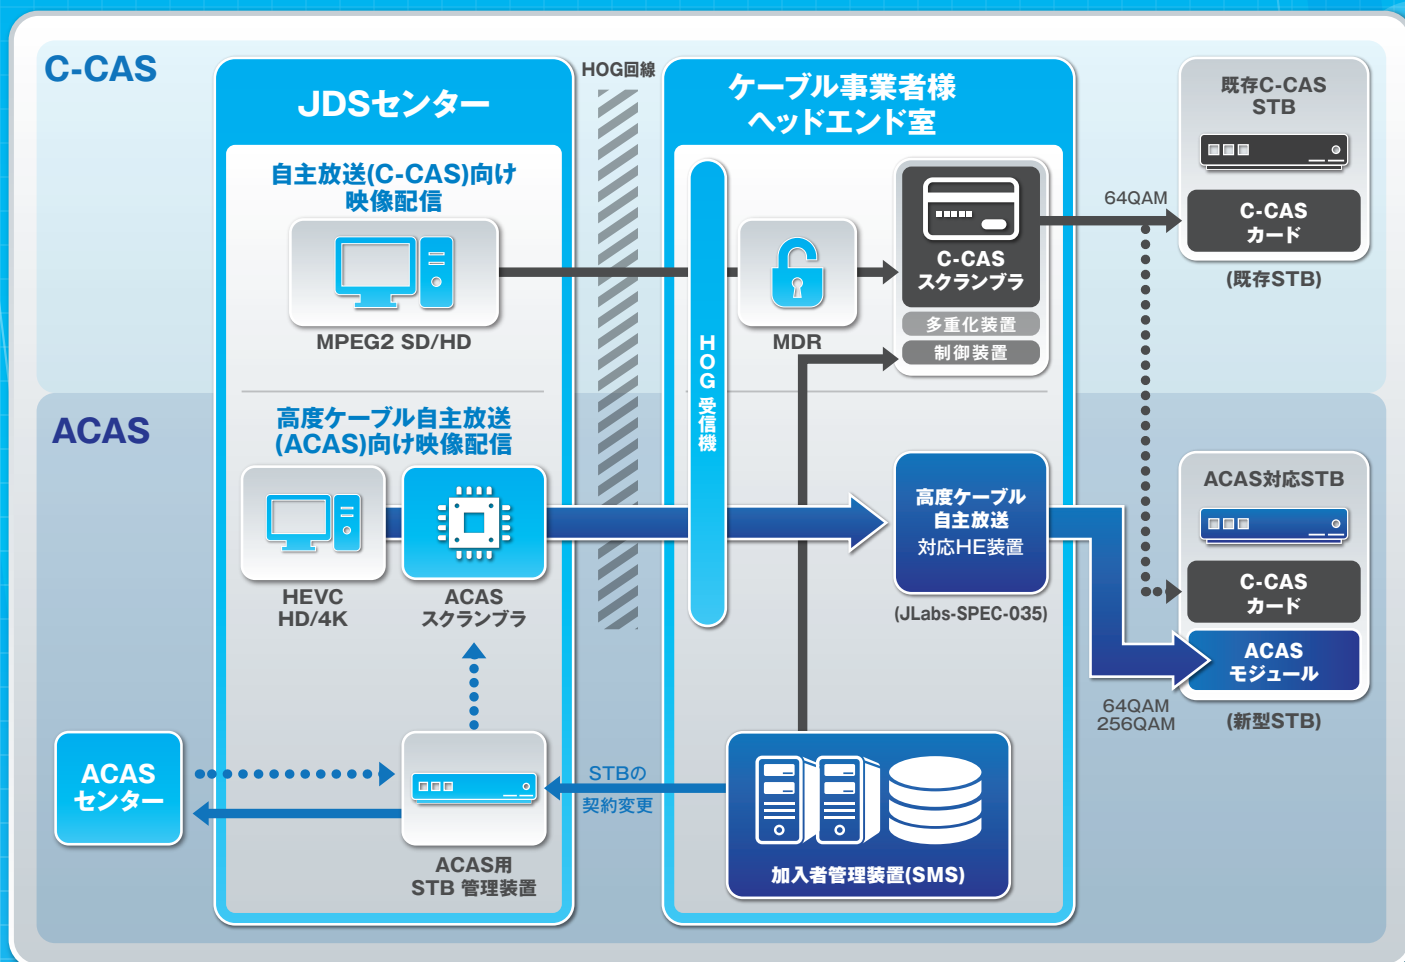 C-CAS
JDSセンター
自主放送(C-CAS)向け
映像配信
MPEG2 SD/HD
HOG回線
ケーブル事業者様
ヘッドエンド室
HOG 受信機
MDR
C-CAS
スクランブラ
多重化装置
制御装置
64QAM
既存C-CAS
STB
C-CAS
カード
(既存STB)
ACAS
高度ケーブル自主放送
(ACAS)向け映像配信
HEVC
HD/4K
ACAS
スクランブラ
高度ケーブル
自主放送
対応HE装置
(JLabs-SPEC-035)
ACAS対応STB
C-CAS
カード
ACAS
モジュール
(新型STB)
64QAM
256QAM
ACAS
センター
ACAS用
STB 管理装置
STBの
契約変更
加入者管理装置(SMS)